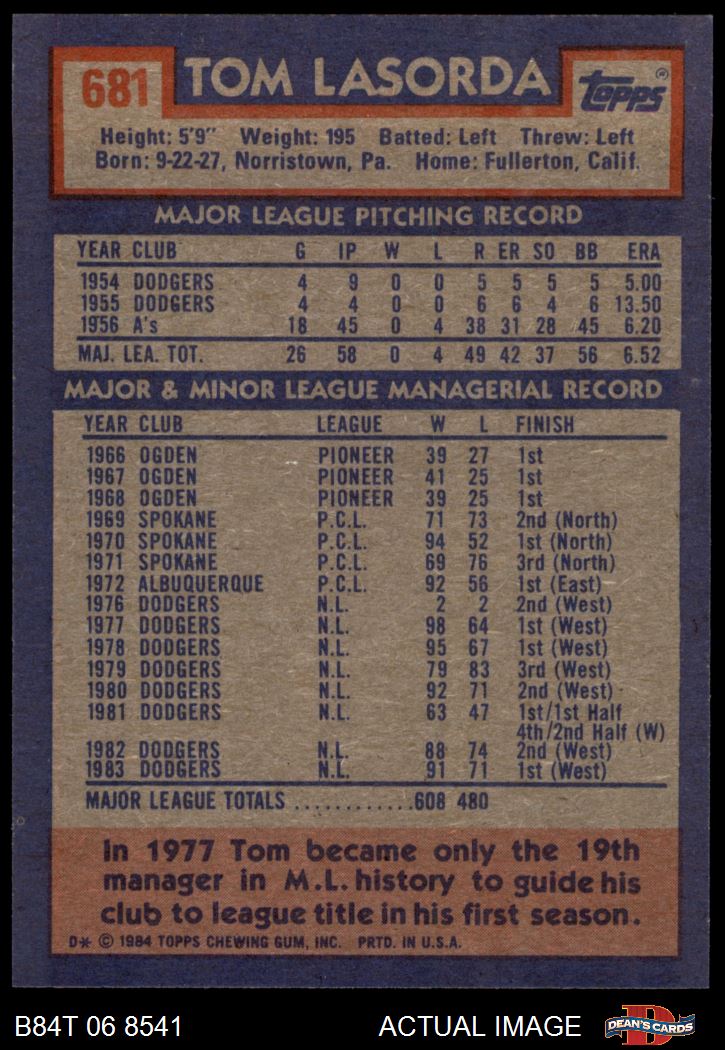 681 TOM LASORDA Topps®
Height: 5'9" Weight: 195 Batted: Left Threw: Left
Born: 9-22-27, Norristown, Pa. Home: Fullerton, Calif.
MAJOR LEAGUE PITCHING RECORD
YEAR CLUB G IP W L R ER SO BB ERA
1954 DODGERS 4 9 0 0 5 5 5 5 5.00
1955 DODGERS 4 4 0 0 6 6 4 6 13.50
1956 A's 18 45 0 4 38 31 28 45 6.20
MAJ. LEA. TOT. 26 58 0 4 49 42 37 56 6.52
MAJOR & MINOR LEAGUE MANAGERIAL RECORD
YEAR CLUB LEAGUE W L FINISH
1966 OGDEN PIONEER 39 27 1st
1967 OGDEN PIONEER 41 25 1st
1968 OGDEN PIONEER 39 25 1st
1969 SPOKANE P.C.L. 71 73 2nd (North)
1970 SPOKANE P.C.L. 94 52 1st (North)
1971 SPOKANE P.C.L. 69 76 3rd (North)
1972 ALBUQUERQUE P.C.L. 92 56 1st (East)
1976 DODGERS N.L. 2 2 2nd (West)
1977 DODGERS N.L. 98 64 1st (West)
1978 DODGERS N.L. 95 67 1st (West)
1979 DODGERS N.L. 79 83 3rd (West)
1980 DODGERS N.L. 92 71 2nd (West)
1981 DODGERS N.L. 63 47 1st/1st Half
4th/2nd Half (W)
1982 DODGERS N.L. 88 74 2nd (West)
1983 DODGERS N.L. 91 71 1st (West)
MAJOR LEAGUE TOTALS ............608 480
In 1977 Tom became only the 19th
manager in M.L. history to guide his
club to league title in his first season.
D* © 1984 TOPPS CHEWING GUM, INC. PRTD. IN U.S.A.
B84T 06 8541 ACTUAL IMAGE D DEAN'S CARDS